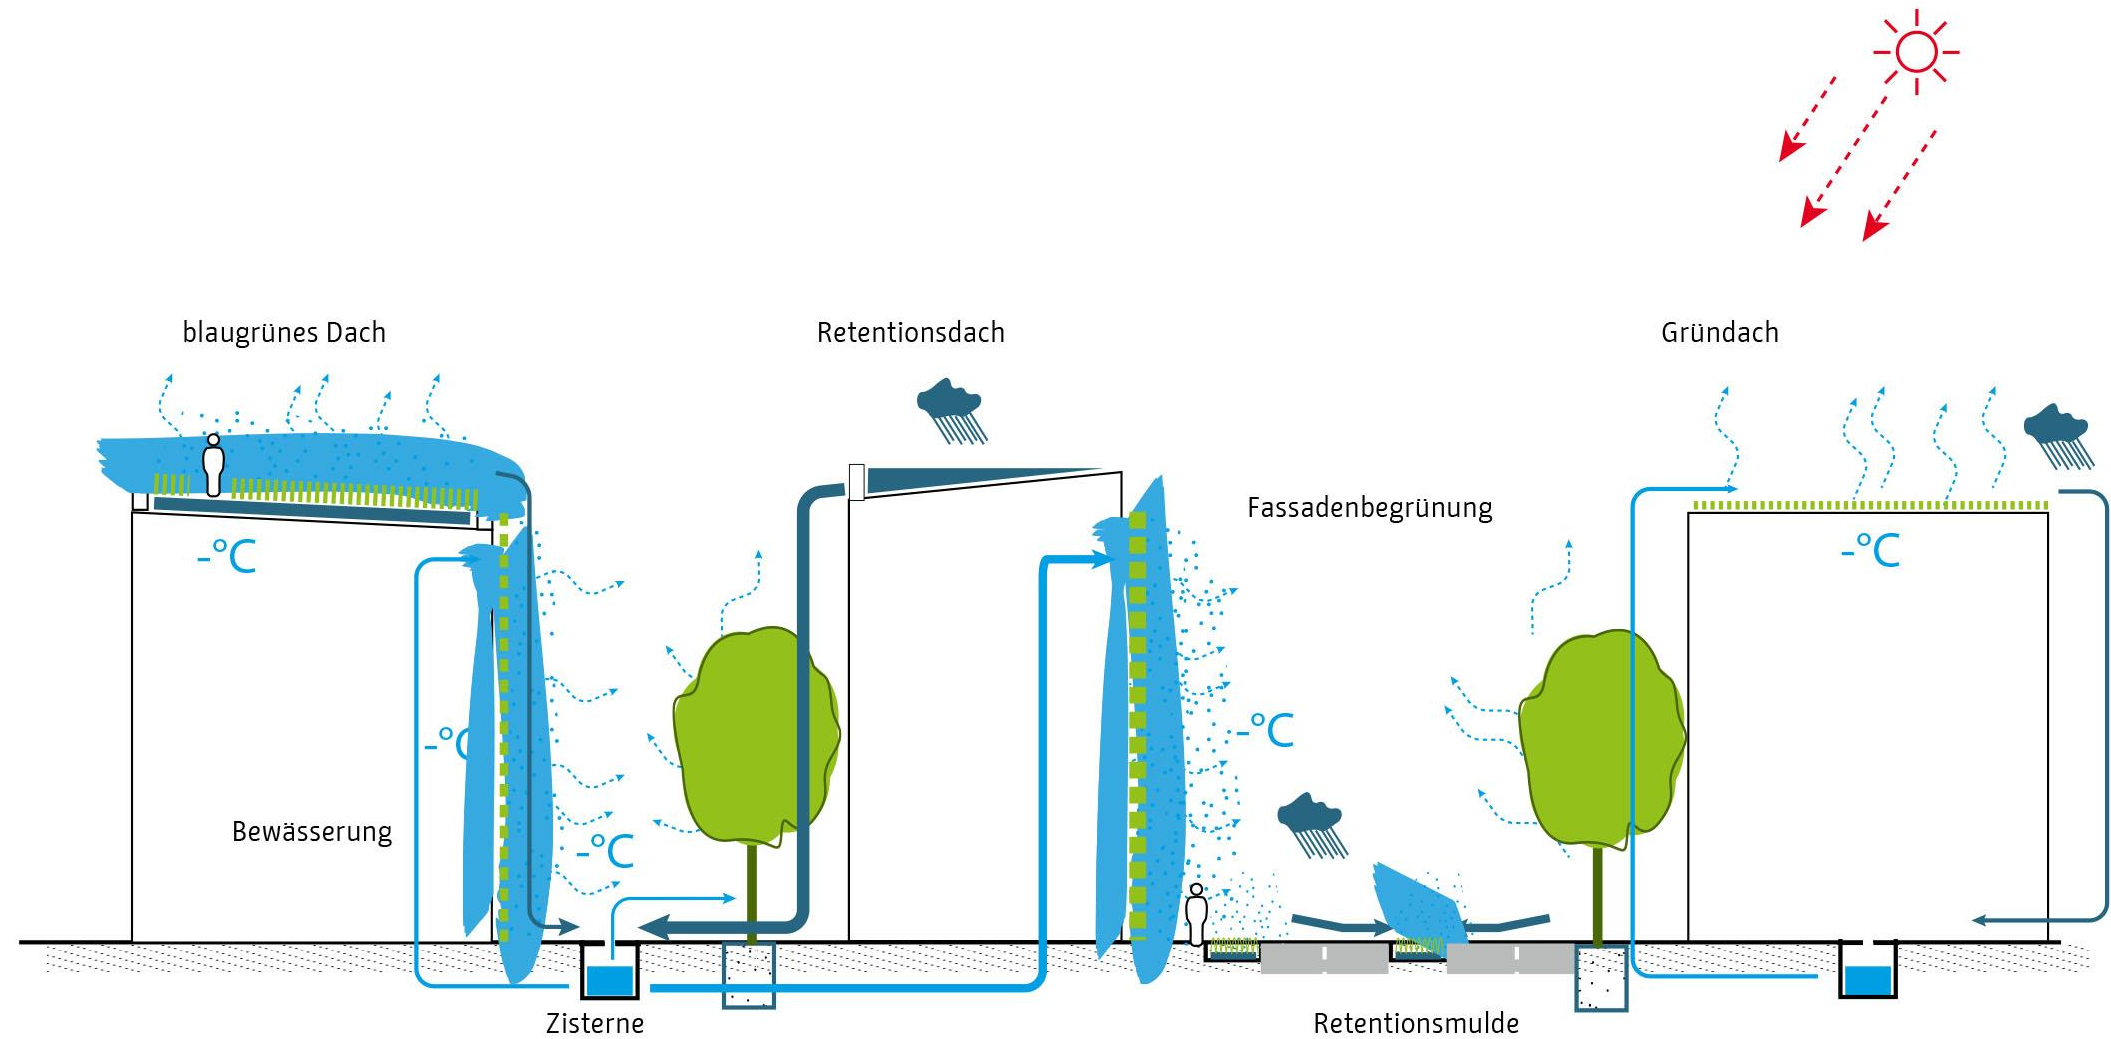 blaugrünes Dach
Retentionsdach
Gründach
Fassadenbegrünung
-°C
-°C
-°C
-°C
Bewässerung
-°C
Zisterne
Retentionsmulde